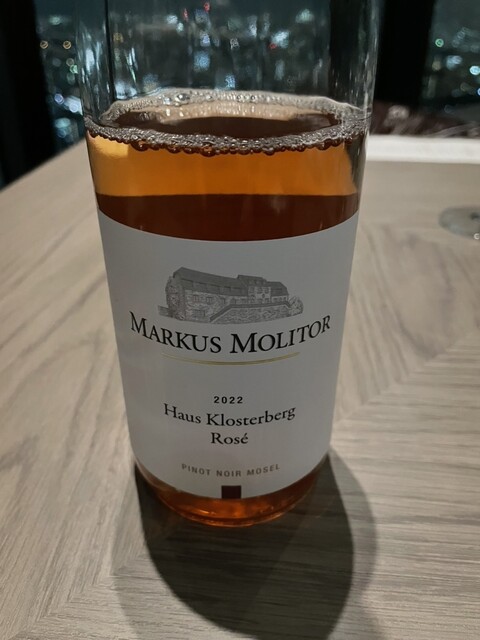 MARKUS MOLITOR
2022
Haus Klosterberg
Rosé
PINOT NOIR MOSEL